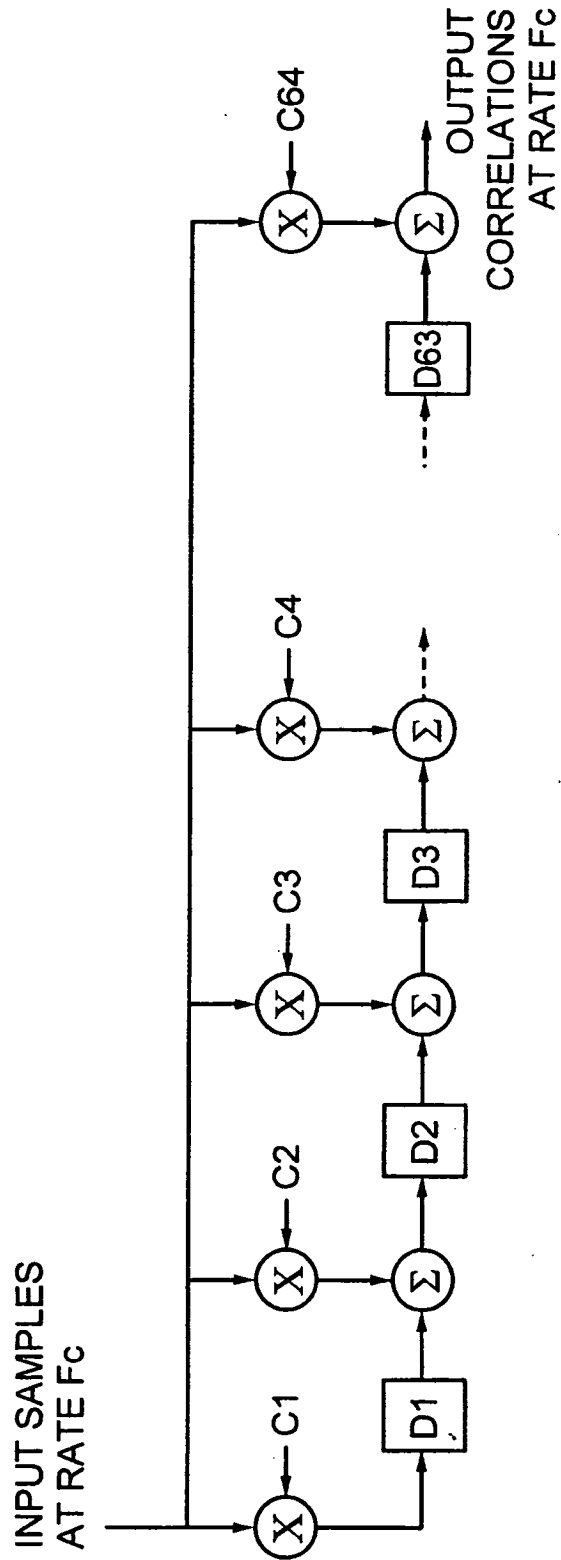 INPUT SAMPLES
AT RATE Fc
C1
C2
C3
C4
C64
X
X
X
X
X
D1
Σ
D2
Σ
D3
Σ
D63
Σ
OUTPUT
CORRELATIONS
AT RATE Fc